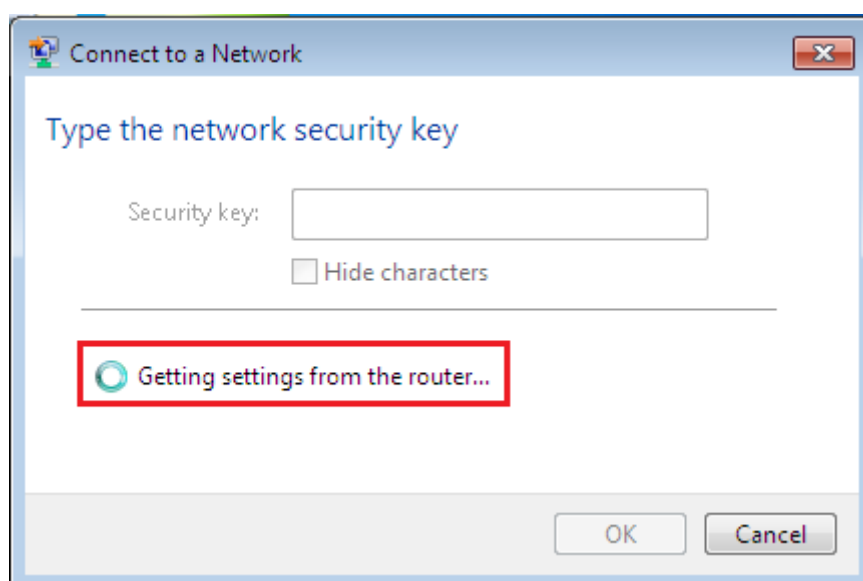 Connect to a Network
Type the network security key
Security key:
Hide characters
Getting settings from the router...
OK Cancel